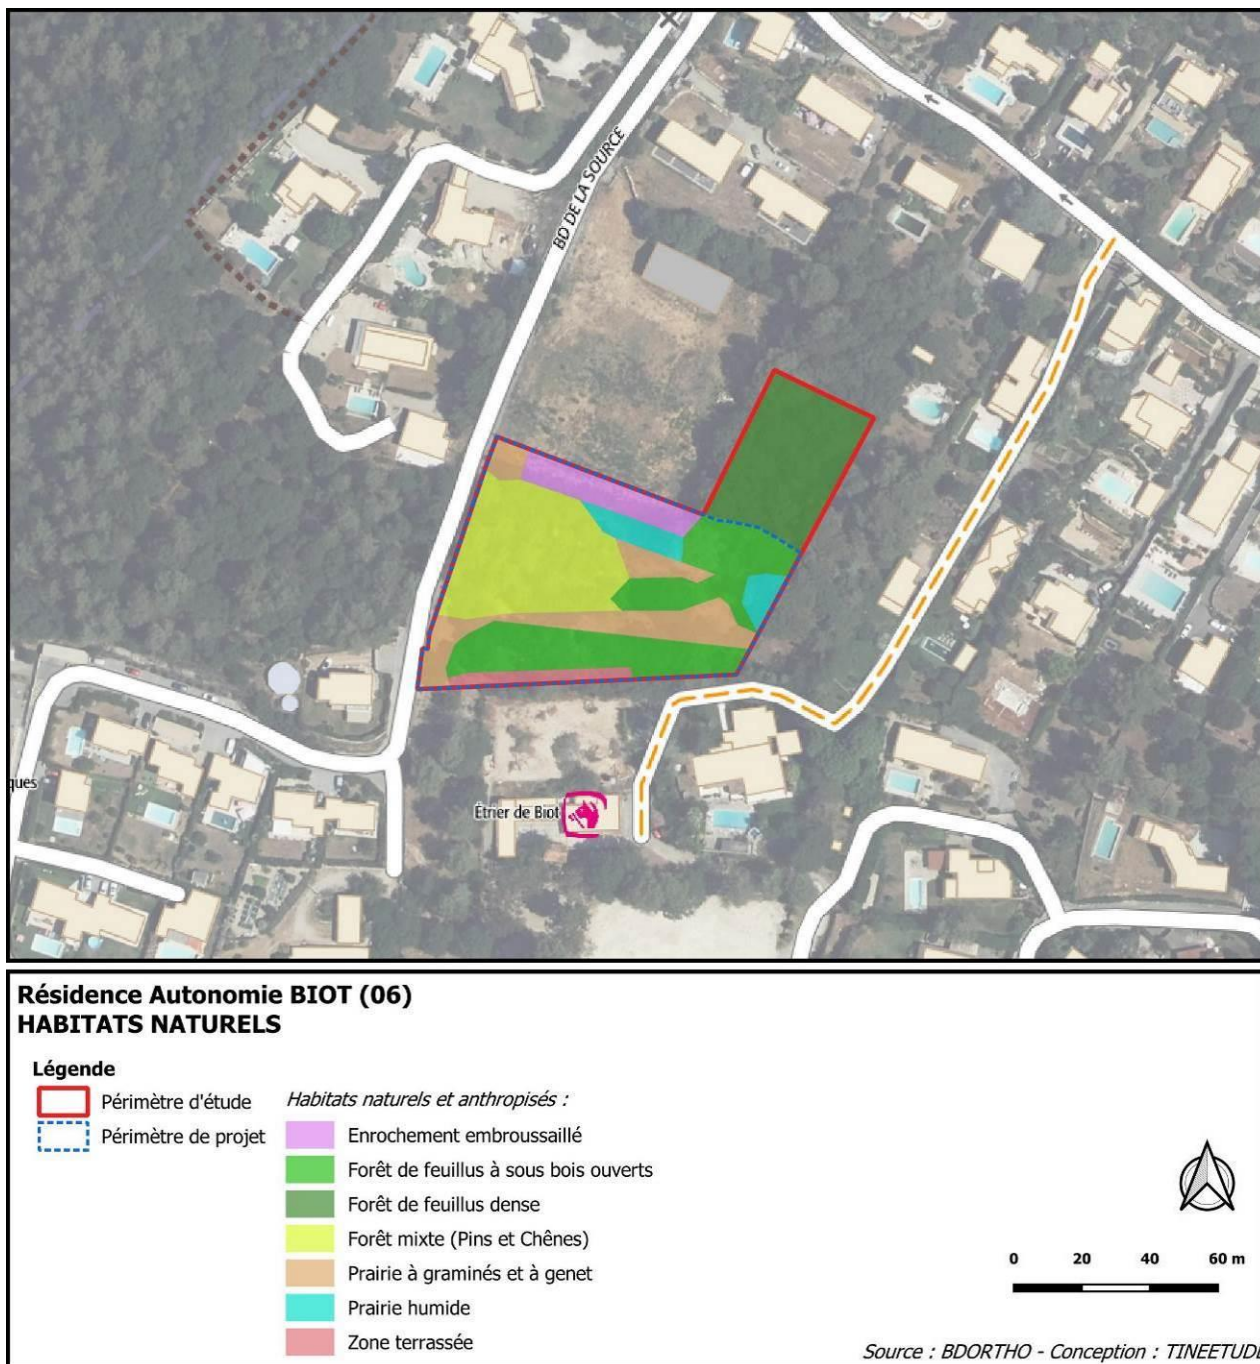 BD DE LA SOURCE
ques
Étrier de Biot
Résidence Autonomie BIOT (06)
HABITATS NATURELS
Légende
Périmètre d'étude
Périmètre de projet
Habitats naturels et anthropisés :
Enrochement embroussaillé
Forêt de feuillus à sous bois ouverts
Forêt de feuillus dense
Forêt mixte (Pins et Chênes)
Prairie à graminés et à genet
Prairie humide
Zone terrassée
0 20 40 60 m
Source : BDORTHO - Conception : TINEETUDE